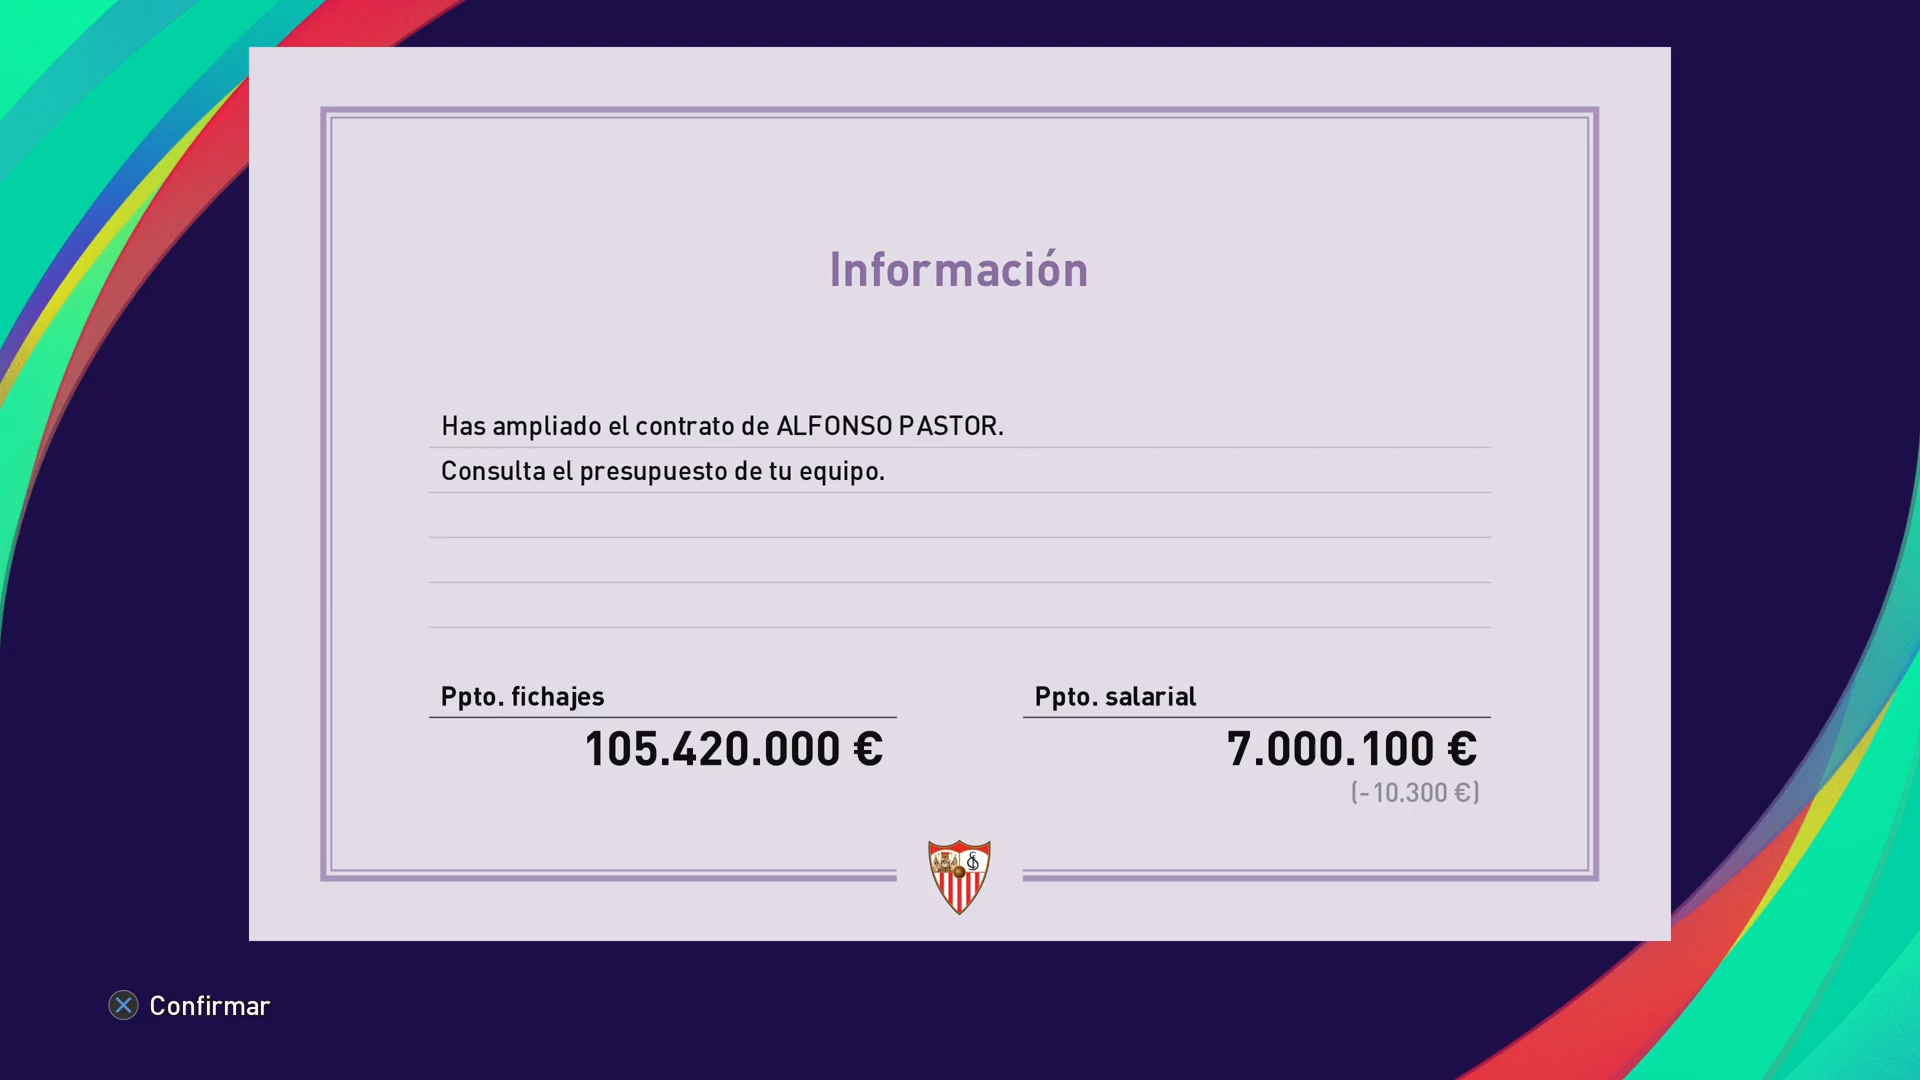 Información
Has ampliado el contrato de ALFONSO PASTOR.
Consulta el presupuesto de tu equipo.
Ppto. fichajes
105.420.000 €
Ppto. salarial
7.000.100 €
(-10.300 €)
Confirmar